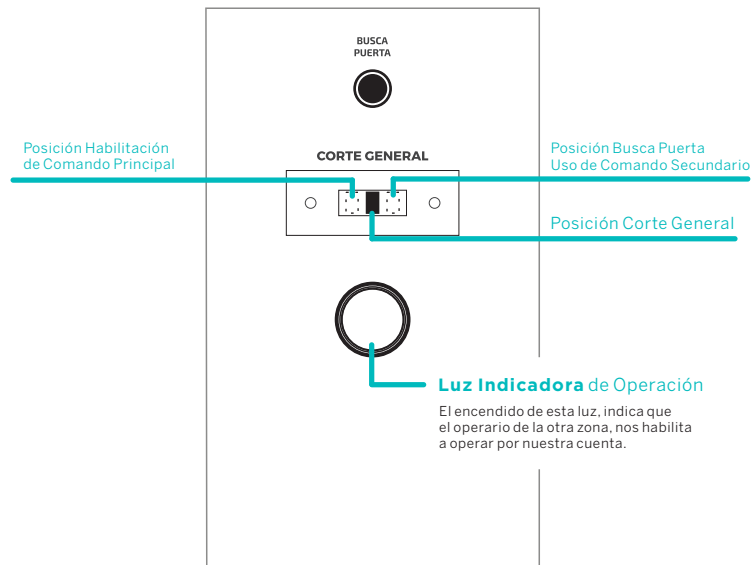 BUSCA
PUERTA
Posición Habilitación
de Comando Principal
CORTE GENERAL
Posición Busca Puerta
Uso de Comando Secundario
Posición Corte General
Luz Indicadora de Operación
El encendido de esta luz, indica que
el operario de la otra zona, nos habilita
a operar por nuestra cuenta.